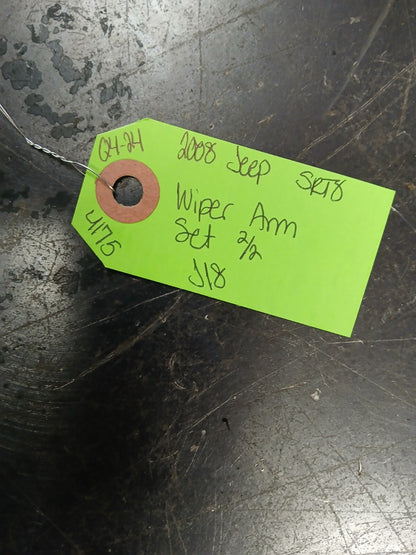 Q4-24
2008 Jeep SRT8
Wiper Arm
Set 2/2
J18
4175